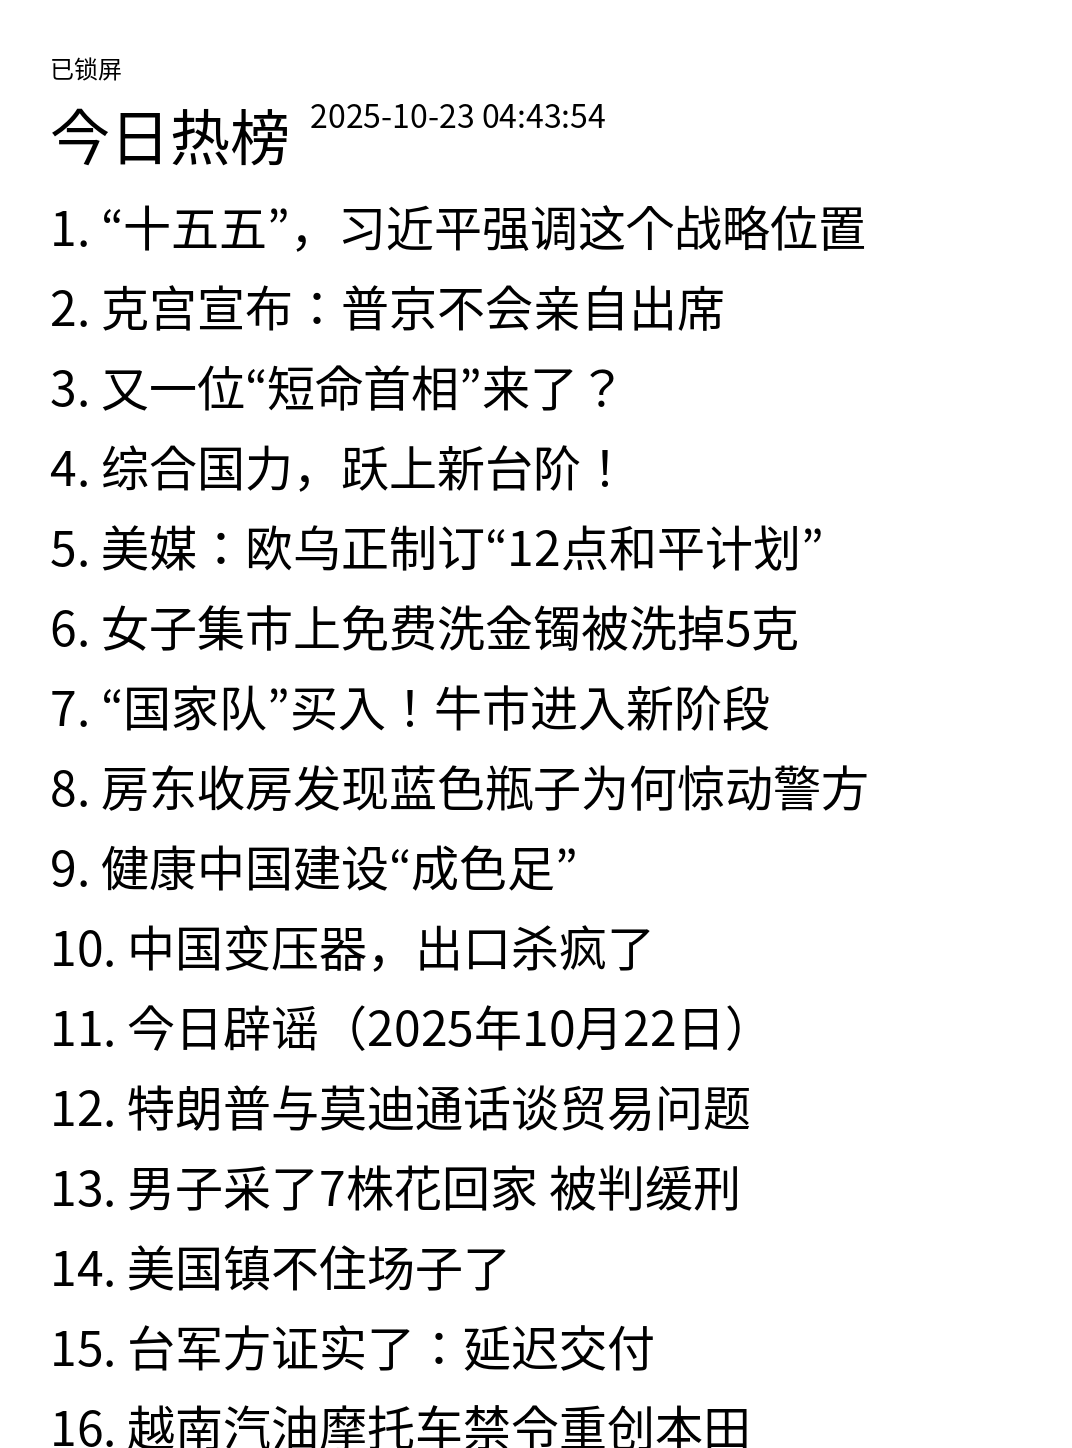 已锁屏
今日热榜 2025-10-23 04:43:54
1. “十五五”，习近平强调这个战略位置
2. 克宫宣布：普京不会亲自出席
3. 又一位“短命首相”来了？
4. 综合国力，跃上新台阶！
5. 美媒：欧乌正制订“12点和平计划”
6. 女子集市上免费洗金镯被洗掉5克
7. “国家队”买入！牛市进入新阶段
8. 房东收房发现蓝色瓶子为何惊动警方
9. 健康中国建设“成色足”
10. 中国变压器，出口杀疯了
11. 今日辟谣（2025年10月22日）
12. 特朗普与莫迪通话谈贸易问题
13. 男子采了7株花回家 被判缓刑
14. 美国镇不住场子了
15. 台军方证实了：延迟交付
16. 越南汽油摩托车禁令重创本田